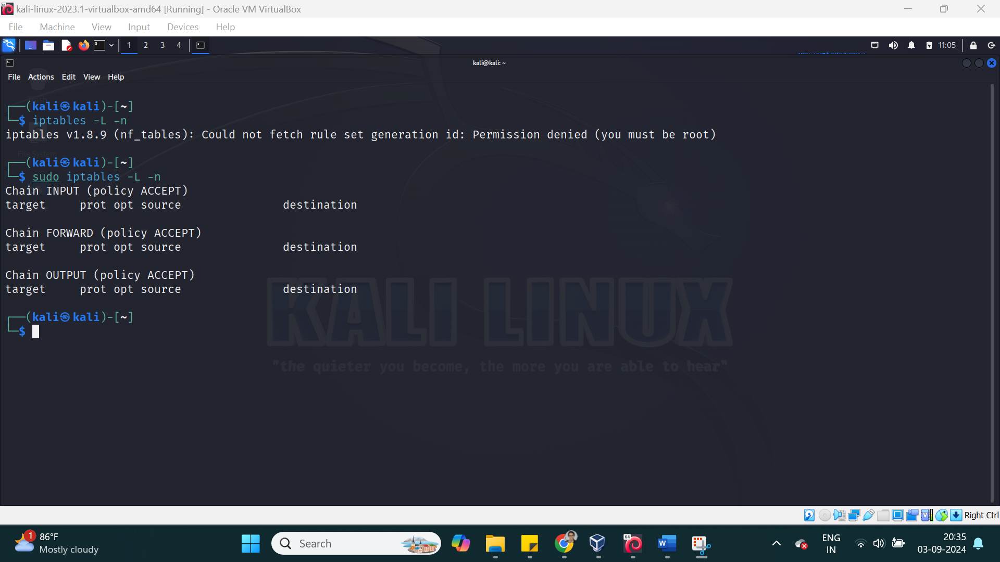 kali-linux-2023.1-virtualbox-amd64 [Running] - Oracle VM VirtualBox
File Machine View Input Devices Help
1 2 3 4 11:05
kali@kali: ~
File Actions Edit View Help
Trash
┌──(kali㉿kali)-[~]
└─$ iptables -L -n
iptables v1.8.9 (nf_tables): Could not fetch rule set generation id: Permission denied (you must be root)
File System
┌──(kali㉿kali)-[~]
└─$ sudo iptables -L -n
Chain INPUT (policy ACCEPT)
target     prot opt source               destination
Chain FORWARD (policy ACCEPT)
target     prot opt source               destination
Chain OUTPUT (policy ACCEPT)
target     prot opt source               destination
┌──(kali㉿kali)-[~]
└─$
KALI LINUX
"the quieter you become, the more you are able to hear"
Right Ctrl
1 86°F
Mostly cloudy
Search
64
ENG
IN
20:35
03-09-2024